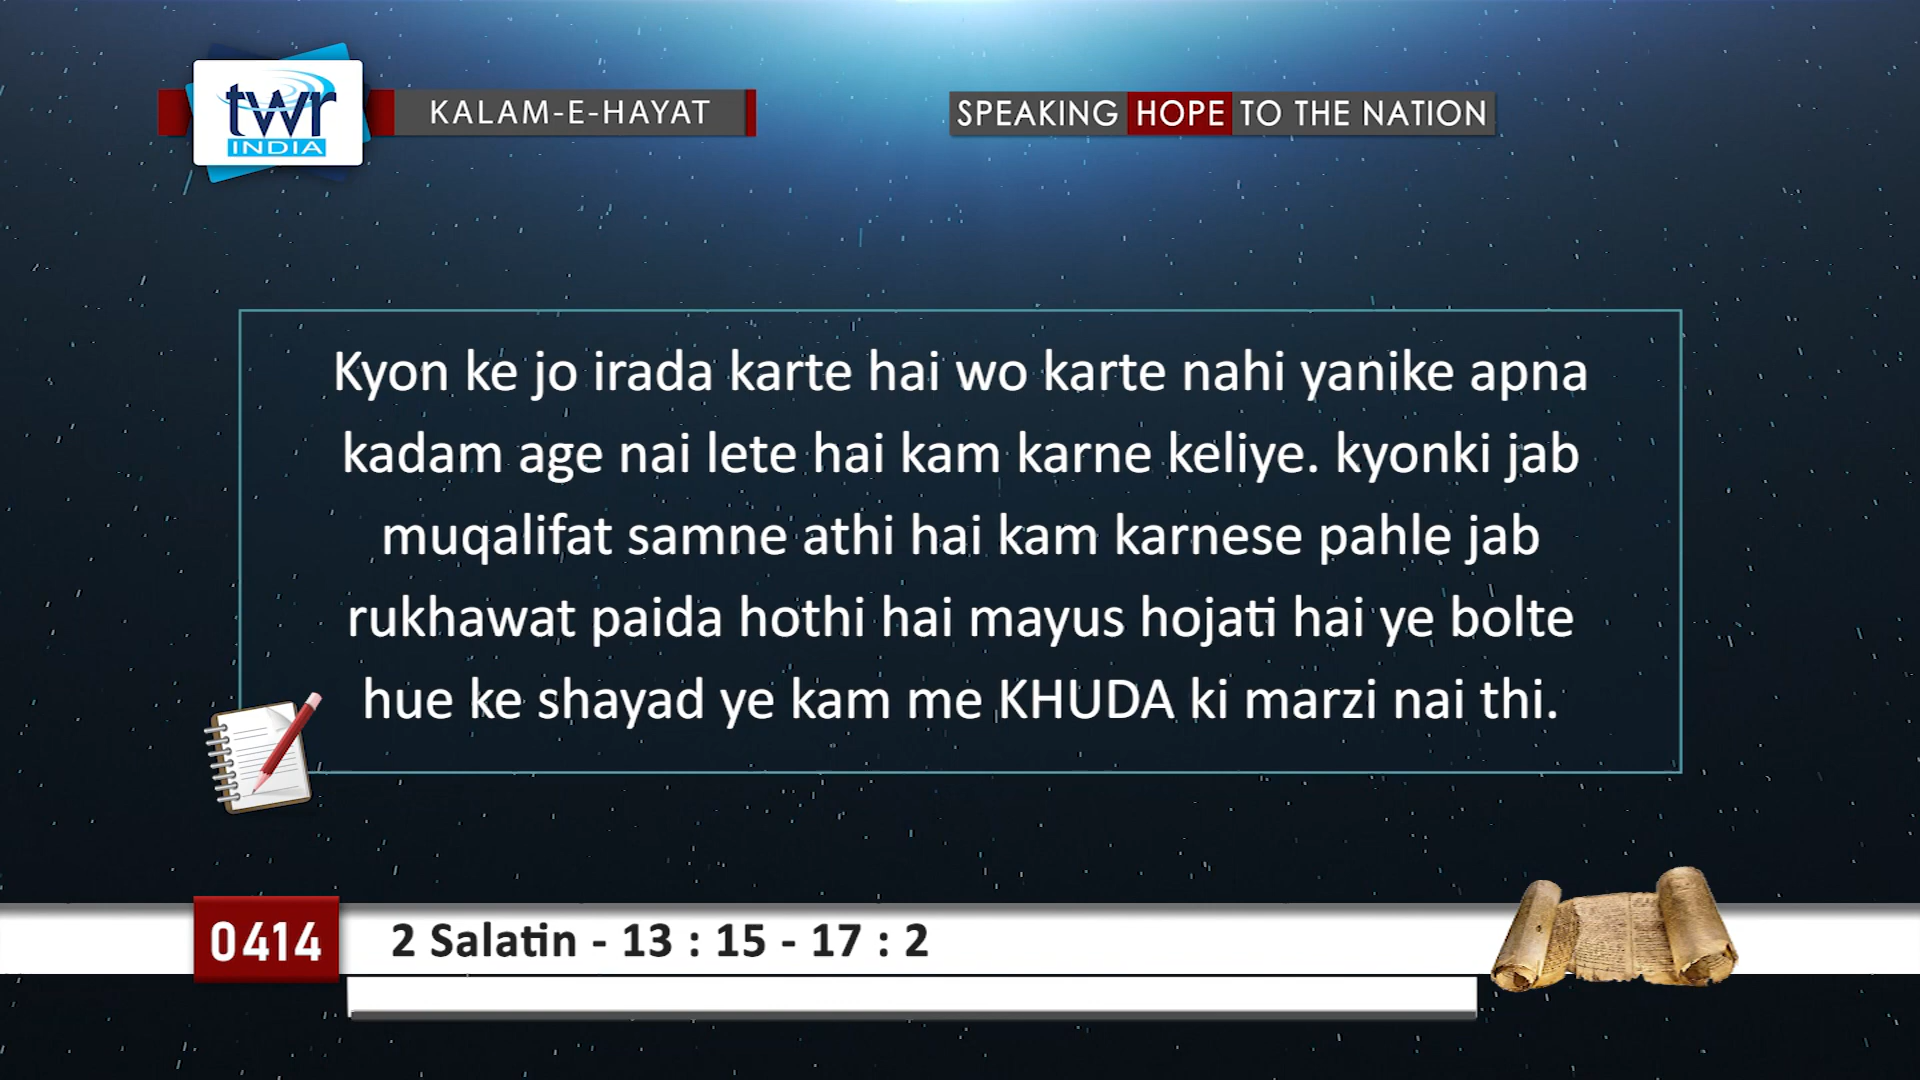 twr
INDIA
KALAM-E-HAYAT
SPEAKING HOPE TO THE NATION
Kyon ke jo irada karte hai wo karte nahi yanike apna
kadam age nai lete hai kam karne keliye. kyonki jab
muqalifat samne athi hai kam karnese pahle jab
rukhawat paida hothi hai mayus hojati hai ye bolte
hue ke shayad ye kam me KHUDA ki marzi nai thi.
0414
2 Salatin - 13 : 15 - 17 : 2